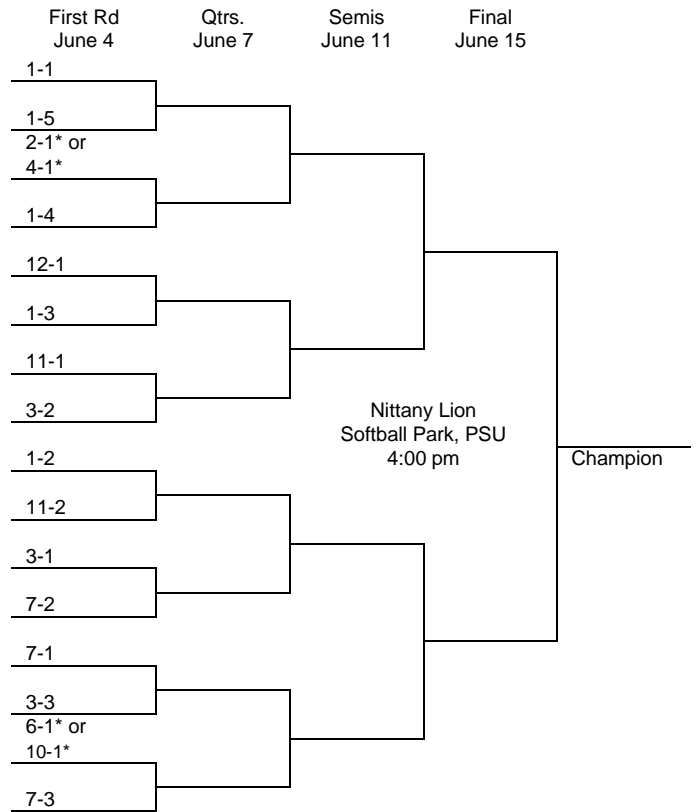 First Rd Qtrs. Semis Final
June 4 June 7 June 11 June 15
1-1
1-5
2-1* or
4-1*
1-4
12-1
1-3
11-1
3-2
Nittany Lion
Softball Park, PSU
4:00 pm
Champion
1-2
11-2
3-1
7-2
7-1
3-3
6-1* or
10-1*
7-3